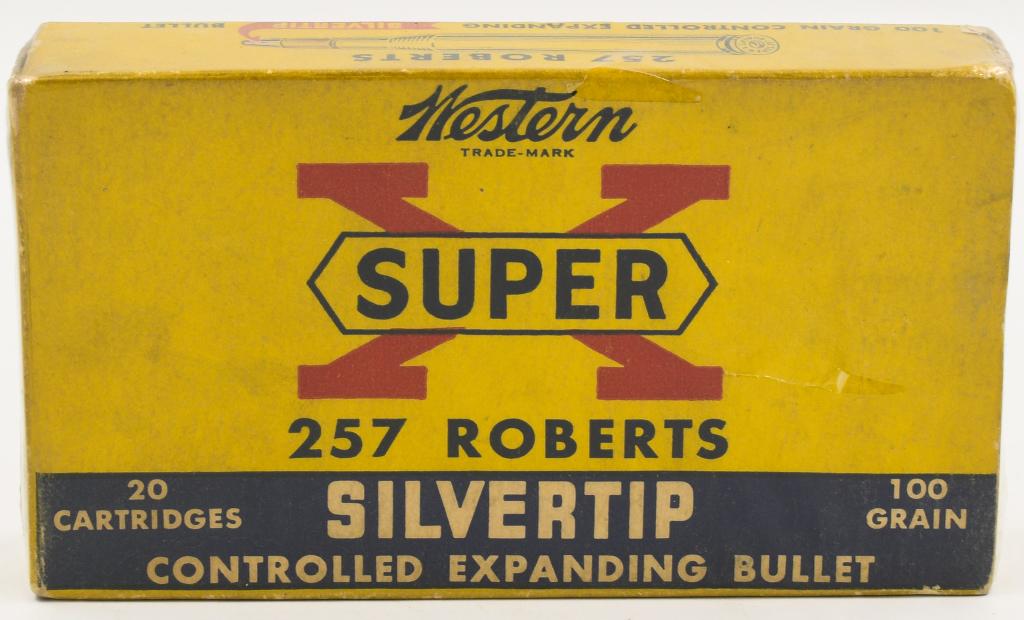 100 GRAIN CONTROLLED EXPANDING SILVERTIP BULLET
257 ROBERTS
Western
TRADE-MARK
X
SUPER
257 ROBERTS
20 CARTRIDGES
SILVERTIP
100 GRAIN
CONTROLLED EXPANDING BULLET